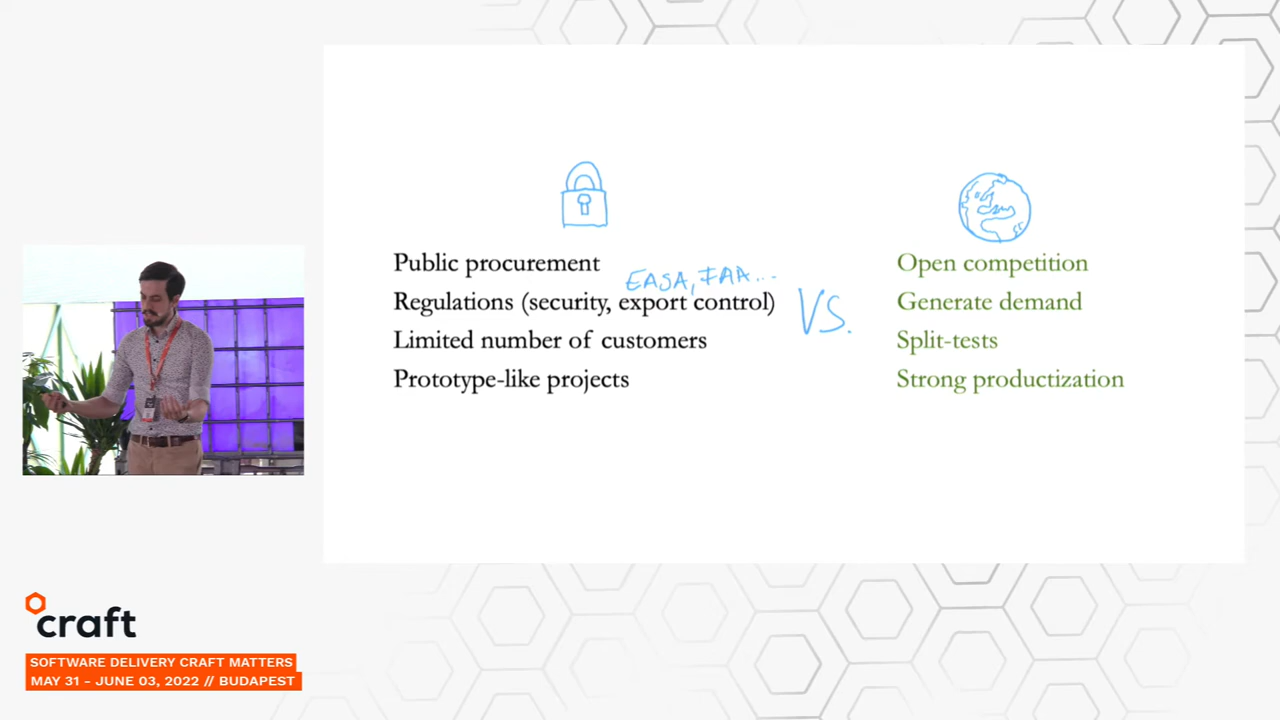 Public procurement
EASA, FAA...
Regulations (security, export control)
Limited number of customers
Prototype-like projects
VS.
Open competition
Generate demand
Split-tests
Strong productization
craft
SOFTWARE DELIVERY CRAFT MATTERS
MAY 31 - JUNE 03, 2022 // BUDAPEST